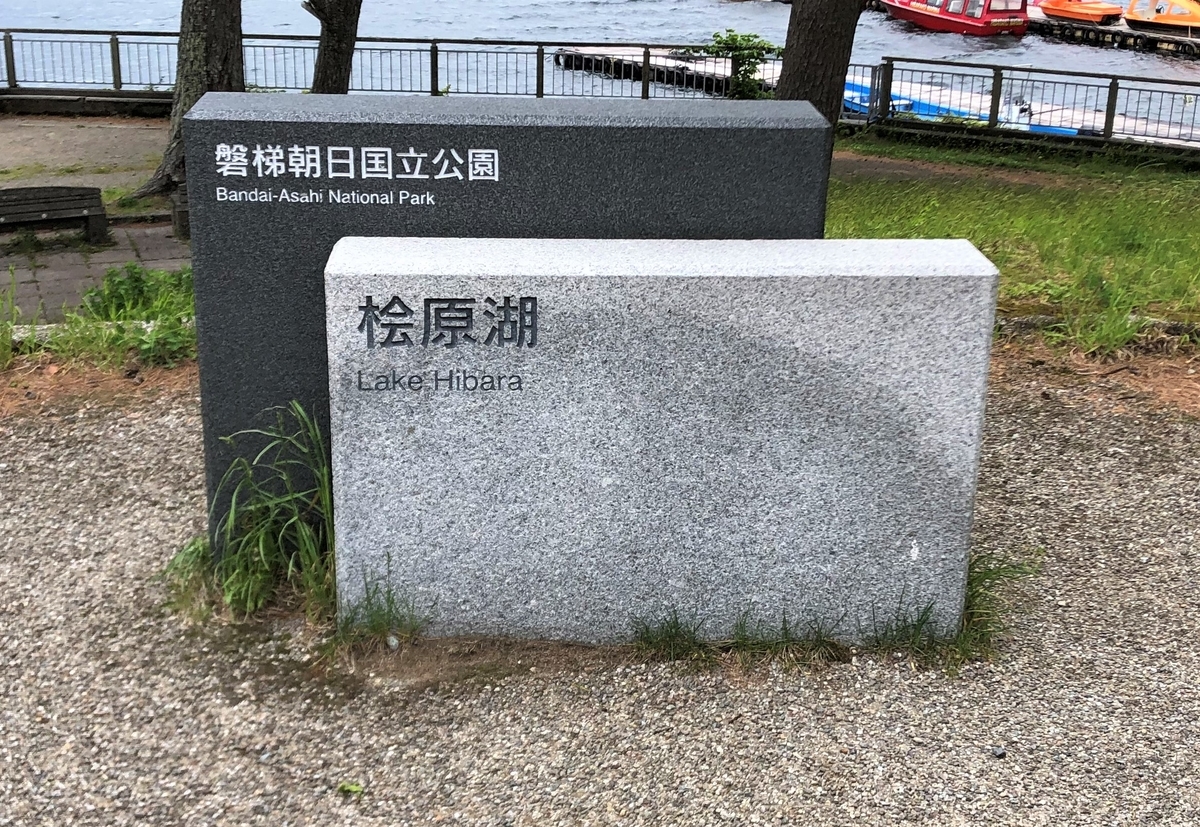 磐梯朝日国立公園
Bandai-Asahi National Park
桧原湖
Lake Hibara